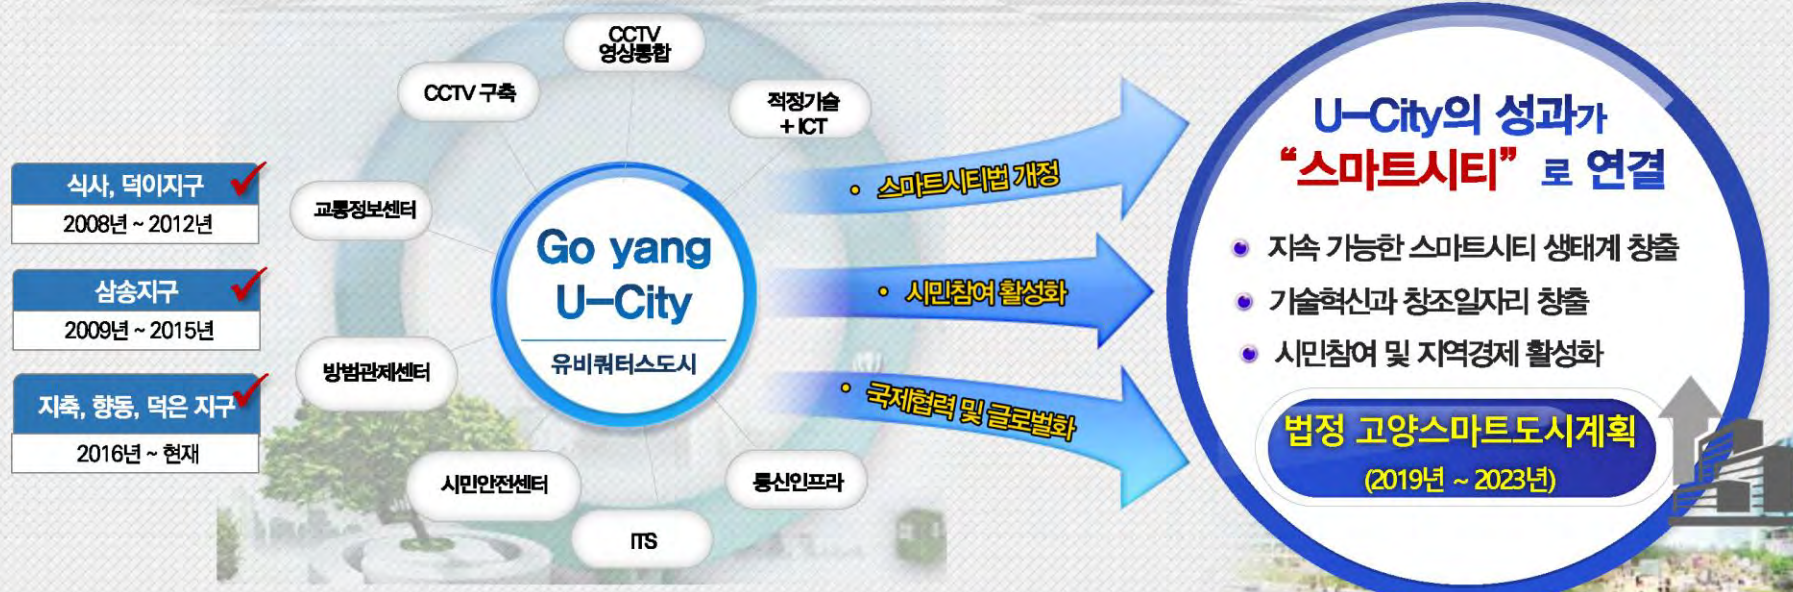 식사, 덕이지구
2008년 ~ 2012년
삼송지구
2009년 ~ 2015년
지축, 향동, 덕은 지구
2016년 ~ 현재
CCTV
영상통합
CCTV 구축
적정기술
+ ICT
교통정보센터
방범관제센터
시민안전센터
ITS
통신인프라
Go yang
U-City
유비쿼터스도시
• 스마트시티법 개정
• 시민참여 활성화
• 국제협력 및 글로벌화
U-City의 성과가
“스마트시티” 로 연결
• 지속 가능한 스마트시티 생태계 창출
• 기술혁신과 창조일자리 창출
• 시민참여 및 지역경제 활성화
법정 고양스마트도시계획
(2019년 ~ 2023년)